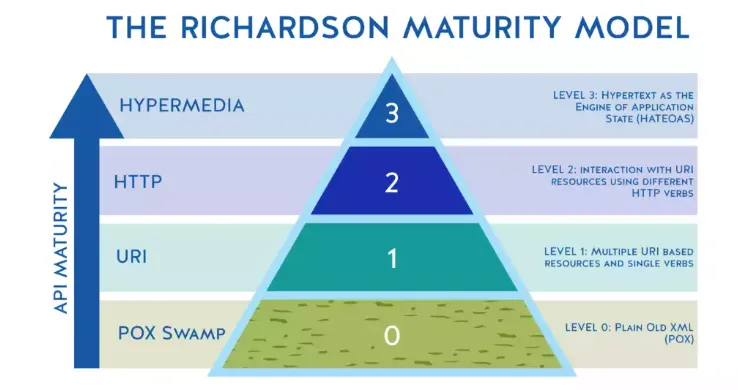 THE RICHARDSON MATURITY MODEL
API MATURITY
HYPERMEDIA
3
LEVEL 3: HYPERTEXT AS THE
ENGINE OF APPLICATION
STATE (HATEOAS)
HTTP
2
LEVEL 2: INTERACTION WITH URI
RESOURCES USING DIFFERENT
HTTP VERBS
URI
1
LEVEL 1: MULTIPLE URI BASED
RESOURCES AND SINGLE VERBS
POX SWAMP
0
LEVEL 0: PLAIN OLD XML
(POX)